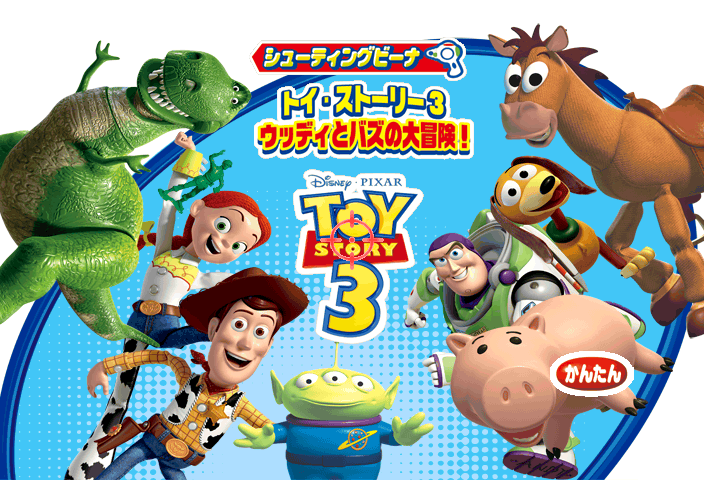 シューティングビーナ
トイ・ストーリー3
ウッディとバズの大冒険!
DISNEY・PIXAR
TOY
STORY
3
かんたん